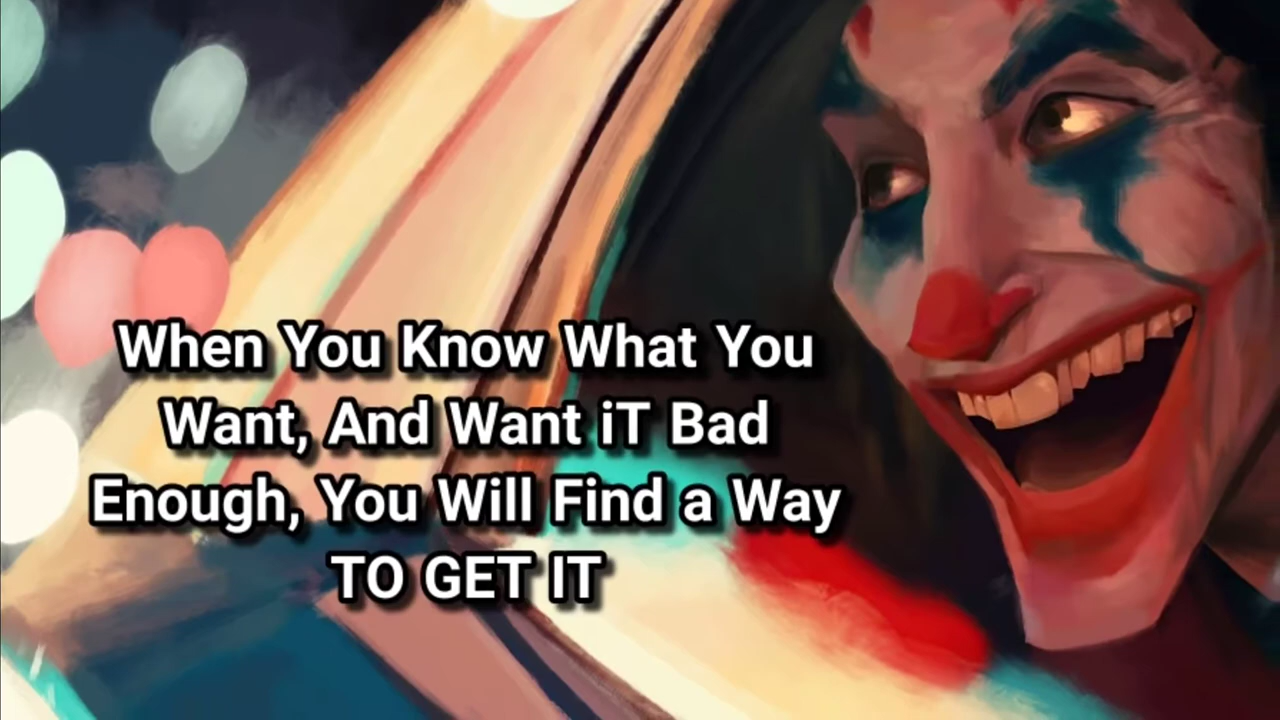 When You Know What You
Want, And Want iT Bad
Enough, You Will Find a Way
TO GET IT